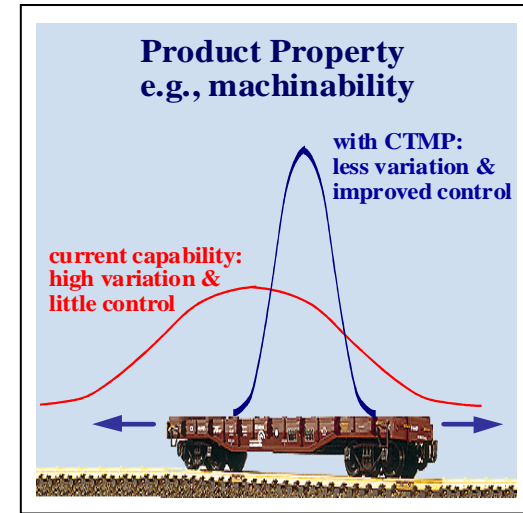 Product Property
e.g., machinability
with CTMP:
less variation &
improved control
current capability:
high variation &
little control